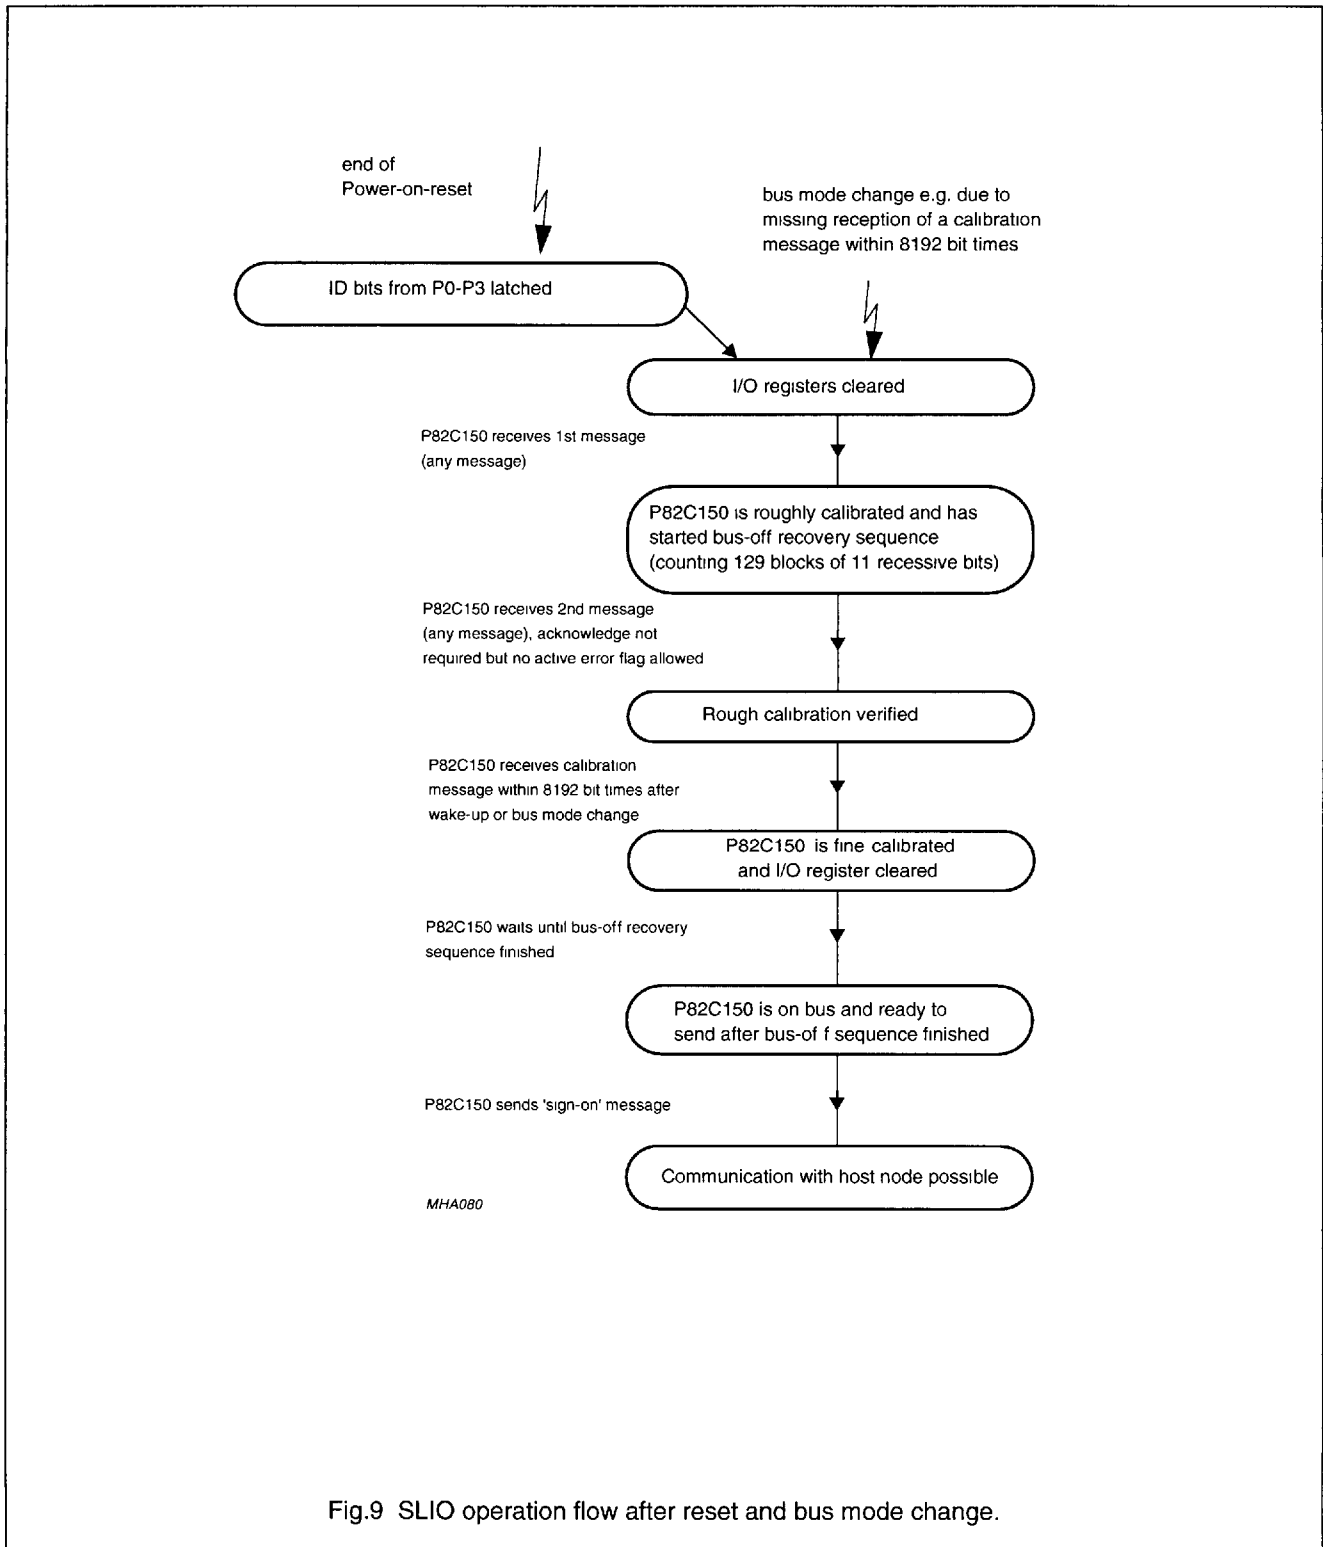 end of
Power-on-reset
bus mode change e.g. due to
missing reception of a calibration
message within 8192 bit times
ID bits from P0-P3 latched
I/O registers cleared
P82C150 receives 1st message
(any message)
P82C150 is roughly calibrated and has
started bus-off recovery sequence
(counting 129 blocks of 11 recessive bits)
P82C150 receives 2nd message
(any message), acknowledge not
required but no active error flag allowed
Rough calibration verified
P82C150 receives calibration
message within 8192 bit times after
wake-up or bus mode change
P82C150 is fine calibrated
and I/O register cleared
P82C150 waits until bus-off recovery
sequence finished
P82C150 is on bus and ready to
send after bus-of f sequence finished
P82C150 sends 'sign-on' message
Communication with host node possible
MHA080
Fig.9 SLIO operation flow after reset and bus mode change.